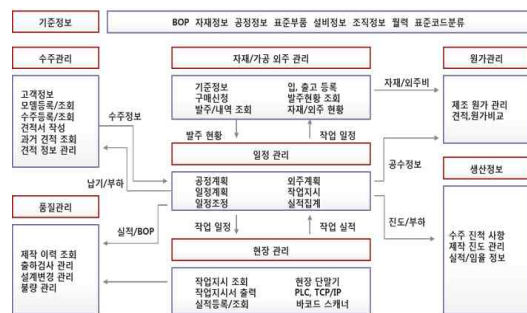 기준정보
BOP 자재정보 공정정보 표준부품 설비정보 조직정보 월력 표준코드분류
수주관리
자재/가공 외주 관리
원가관리
고객정보
모델등록/조회
수주등록/조회
견적서 작성
과거 견적 조회
견적 정보 관리
수주정보
기준정보
구매신청
발주/내역 조회
입, 출고 등록
발주현황 조회
자재/외주 현황
자재/외주비
제조 원가 관리
견적,원가비교
발주 현황
작업 일정
일정 관리
공수정보
생산정보
납기/부하
공정계획
일정계획
일정조정
외주계획
작업지시
실적집계
품질관리
실적/BOP
작업 일정
작업 실적
진도/부하
현장 관리
제작 이력 조회
출하검사 관리
설계변경 관리
불량 관리
작업지시 조회
작업지시서 출력
실적등록/조회
현장 단말기
PLC, TCP/IP
바코드 스캐너
수주 진척 사항
제작 진도 관리
실적/임율 정보